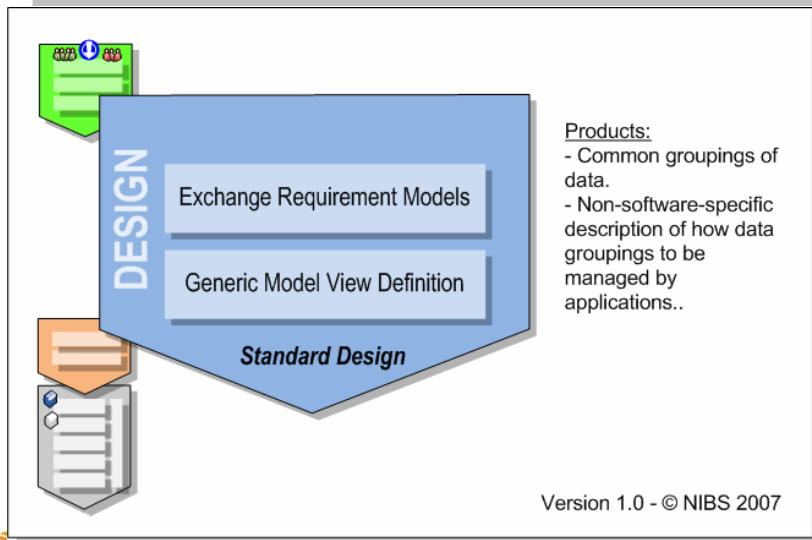 DESIGN
Exchange Requirement Models
Generic Model View Definition
Standard Design
Products:
- Common groupings of
data.
- Non-software-specific
description of how data
groupings to be
managed by
applications..
Version 1.0 - © NIBS 2007